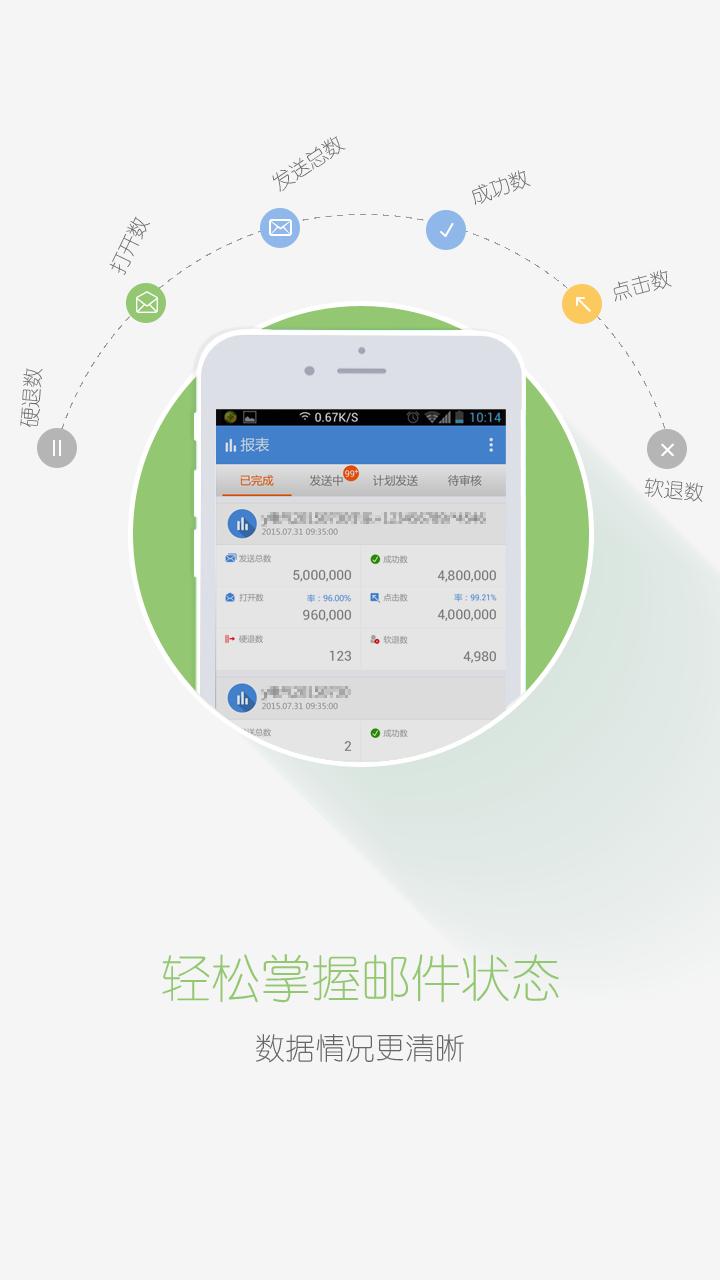 发送总数
成功数
打开数
点击数
硬退数
软退数
0.67K/S 10:14
报表
已完成 发送中 99+ 计划发送 待审核
2015.07.31 09:35:00
发送总数 成功数
5,000,000 4,800,000
打开数 率：96.00% 点击数 率：99.21%
960,000 4,000,000
硬退数 软退数
123 4,980
2015.07.31 09:35:00
发送总数 成功数
2
轻松掌握邮件状态
数据情况更清晰